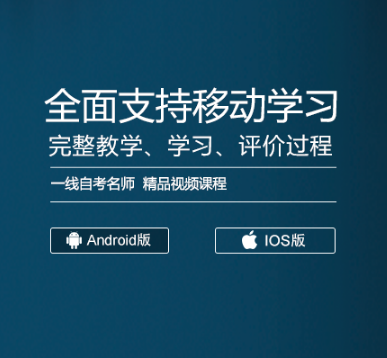 全面支持移动学习
完整教学、学习、评价过程
一线自考名师 精品视频课程
Android版
IOS版